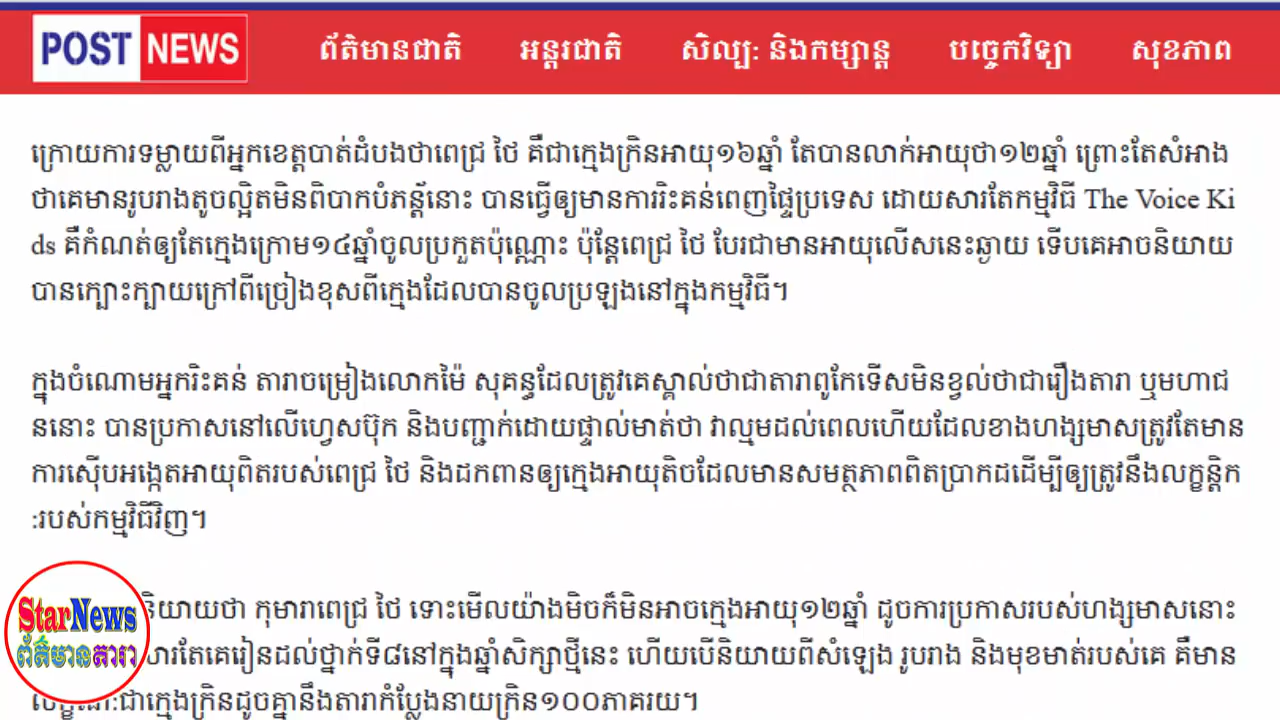 POST NEWS ព័ត៌មានជាតិ អន្តរជាតិ សិល្បៈ និងកម្សាន្ត បច្ចេកវិទ្យា សុខភាព
ក្រោយការទម្លាយពីអ្នកខេត្តបាត់ដំបងថាពេជ្រ ថៃ គឺជាក្មេងក្រិនអាយុ១៦ឆ្នាំ តែបានលាក់អាយុថា១២ឆ្នាំ ព្រោះតែសំអាង
ថាគេមានរូបរាងតូចល្អិតមិនពិបាកបំភន្ត័នោះ បានធ្វើឲ្យមានការរិះគន់ពេញផ្ទៃប្រទេស ដោយសារតែកម្មវិធី The Voice Ki
ds គឺកំណត់ឲ្យតែក្មេងក្រោម១៤ឆ្នាំចូលប្រកួតប៉ុណ្ណោះ ប៉ុន្តែពេជ្រ ថៃ បែរជាមានអាយុលើសនេះឆ្ងាយ ទើបគេអាចនិយាយ
បានក្បោះក្បាយក្រៅពីច្រៀងខុសពីក្មេងដែលបានចូលប្រឡងនៅក្នុងកម្មវិធី។
ក្នុងចំណោមអ្នករិះគន់ តារាចម្រៀងលោកម៉ៃ សុគន្ធដែលត្រូវគេស្គាល់ថាជាតារាពូកែទើសមិនខ្វល់ថាជារឿងតារា ឬមហាជ
ននោះ បានប្រកាសនៅលើហ្វេសប៊ុក និងបញ្ជាក់ដោយផ្ទាល់មាត់ថា វាល្មមដល់ពេលហើយដែលខាងហង្សមាសត្រូវតែមាន
ការស៊ើបអង្កេតអាយុពិតរបស់ពេជ្រ ថៃ និងដកពានឲ្យក្មេងអាយុតិចដែលមានសមត្ថភាពពិតប្រាកដដើម្បីឲ្យត្រូវនឹងលក្ខន្តិក
:របស់កម្មវិធីវិញ។
និយាយថា កុមារាពេជ្រ ថៃ ទោះមើលយ៉ាងមិចក៏មិនអាចក្មេងអាយុ១២ឆ្នាំ ដូចការប្រកាសរបស់ហង្សមាសនោះ
សារតែគេរៀនដល់ថ្នាក់ទី៨នៅក្នុងឆ្នាំសិក្សាថ្មីនេះ ហើយបើនិយាយពីសំឡេង រូបរាង និងមុខមាត់របស់គេ គឺមាន
លក្ខណៈជាក្មេងក្រិនដូចគ្នានឹងតារាកំប្លែងនាយក្រិន១០០ភាគរយ។
StarNews
ព័ត៌មានតារា